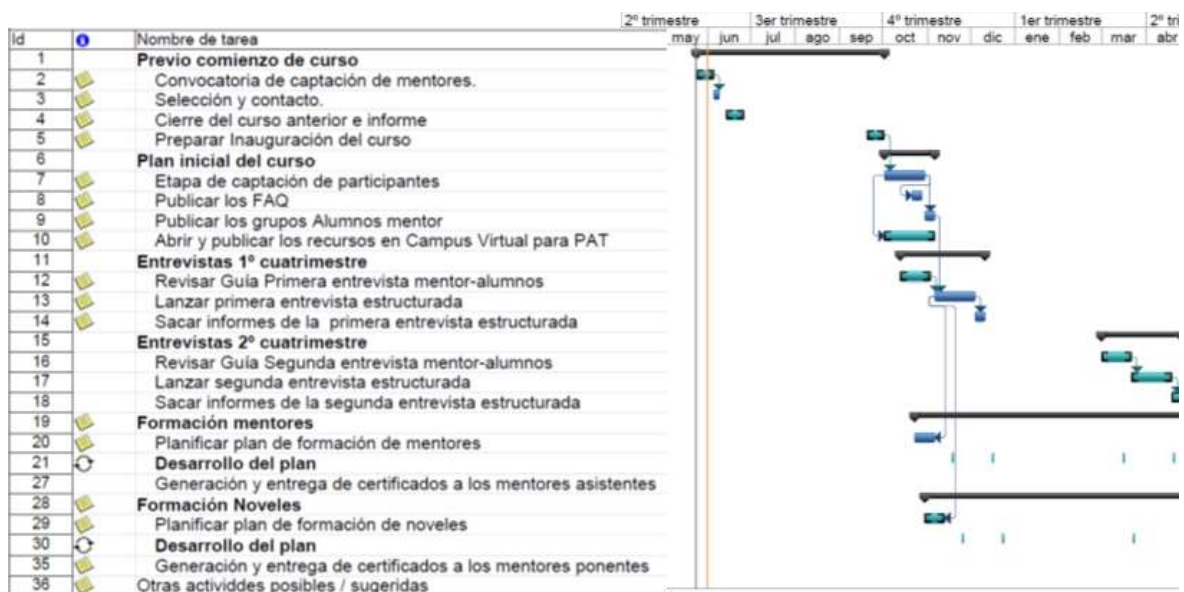 2º trimestre 3er trimestre 4º trimestre 1er trimestre 2º tri
Id Nombre de tarea may jun jul ago sep oct nov dic ene feb mar abr
1 Previo comienzo de curso
2 Convocatoria de captación de mentores.
3 Selección y contacto.
4 Cierre del curso anterior e informe
5 Preparar Inauguración del curso
6 Plan inicial del curso
7 Etapa de captación de participantes
8 Publicar los FAQ
9 Publicar los grupos Alumnos mentor
10 Abrir y publicar los recursos en Campus Virtual para PAT
11 Entrevistas 1º cuatrimestre
12 Revisar Guía Primera entrevista mentor-alumnos
13 Lanzar primera entrevista estructurada
14 Sacar informes de la primera entrevista estructurada
15 Entrevistas 2º cuatrimestre
16 Revisar Guía Segunda entrevista mentor-alumnos
17 Lanzar segunda entrevista estructurada
18 Sacar informes de la segunda entrevista estructurada
19 Formación mentores
20 Planificar plan de formación de mentores
21 Desarrollo del plan
27 Generación y entrega de certificados a los mentores asistentes
28 Formación Noveles
29 Planificar plan de formación de noveles
30 Desarrollo del plan
35 Generación y entrega de certificados a los mentores ponentes
36 Otras actividdes posibles / sugeridas